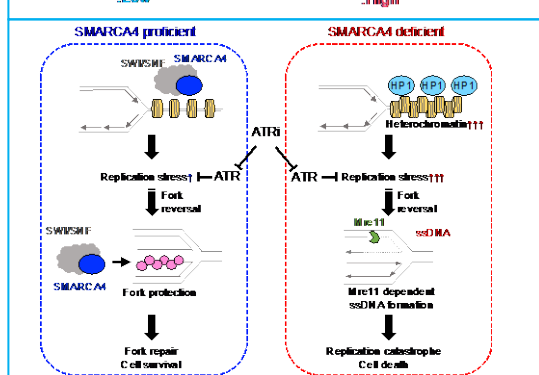 SMARCA4 proficient
SWI/SNF
SMARCA4
Replication stress↑
ATR
Fork
reversal
SWI/SNF
SMARCA4
Fork protection
Fork repair
Cell survival
ATRi
SMARCA4 deficient
HP1 HP1 HP1
Heterochromatin↑↑↑
ATR
Replication stress↑↑↑
Fork
reversal
Mre11
ssDNA
Mre11 dependent
ssDNA formation
Replication catastrophe
Cell death